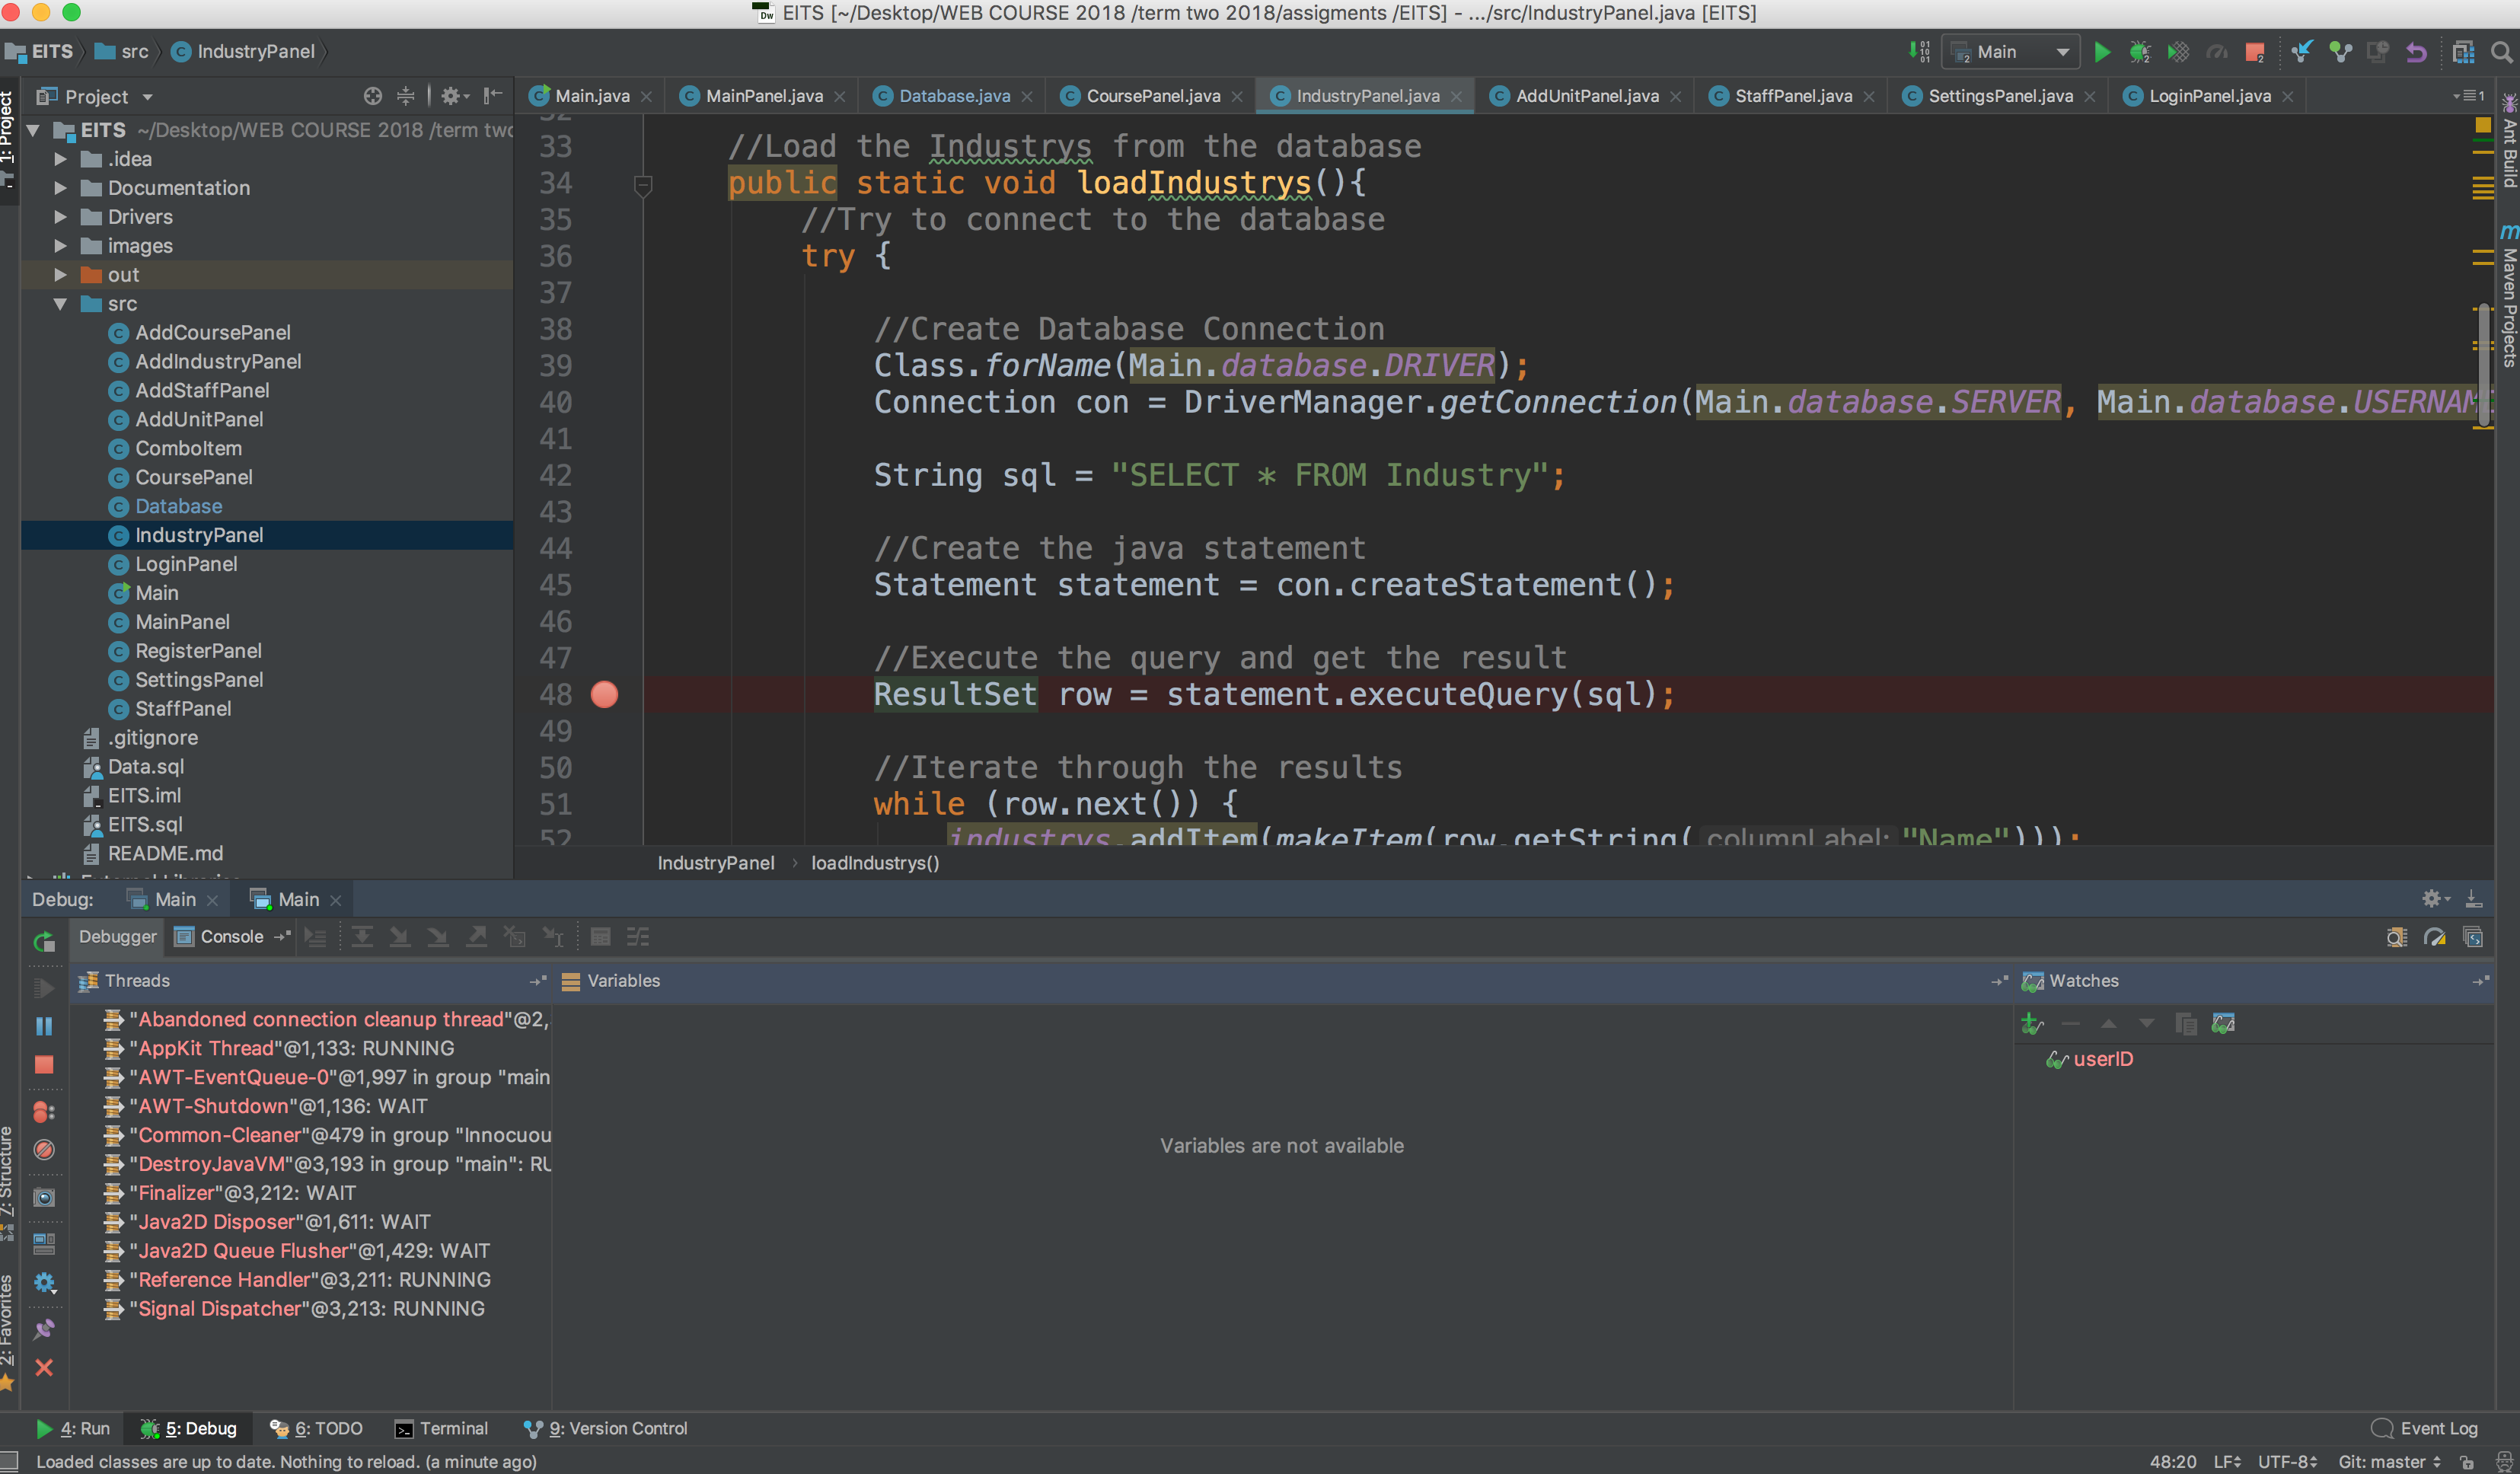 EITS [~/Desktop/WEB COURSE 2018 /term two 2018/assigments /EITS] - .../src/IndustryPanel.java [EITS]
EITS src IndustryPanel
Main
Project
Main.java MainPanel.java Database.java CoursePanel.java IndustryPanel.java AddUnitPanel.java StaffPanel.java SettingsPanel.java LoginPanel.java
1: Project
7: Structure
2: Favorites
Ant Build
Maven Projects
EITS ~/Desktop/WEB COURSE 2018 /term two
.idea
Documentation
Drivers
images
out
src
AddCoursePanel
AddIndustryPanel
AddStaffPanel
AddUnitPanel
ComboItem
CoursePanel
Database
IndustryPanel
LoginPanel
Main
MainPanel
RegisterPanel
SettingsPanel
StaffPanel
.gitignore
Data.sql
EITS.iml
EITS.sql
README.md
32
33 //Load the Industrys from the database
34 public static void loadIndustrys(){
35 //Try to connect to the database
36 try {
37
38 //Create Database Connection
39 Class.forName(Main.database.DRIVER);
40 Connection con = DriverManager.getConnection(Main.database.SERVER, Main.database.USERNAM
41
42 String sql = "SELECT * FROM Industry";
43
44 //Create the java statement
45 Statement statement = con.createStatement();
46
47 //Execute the query and get the result
48 ResultSet row = statement.executeQuery(sql);
49
50 //Iterate through the results
51 while (row.next()) {
52 industrys.addItem(makeItem(row.getString( columnLabel: "Name")));
IndustryPanel loadIndustrys()
Debug: Main Main
Debugger Console
Threads
Variables
Watches
"Abandoned connection cleanup thread"@2,
"AppKit Thread"@1,133: RUNNING
"AWT-EventQueue-0"@1,997 in group "main
"AWT-Shutdown"@1,136: WAIT
"Common-Cleaner"@479 in group "Innocuou
"DestroyJavaVM"@3,193 in group "main": RU
"Finalizer"@3,212: WAIT
"Java2D Disposer"@1,611: WAIT
"Java2D Queue Flusher"@1,429: WAIT
"Reference Handler"@3,211: RUNNING
"Signal Dispatcher"@3,213: RUNNING
Variables are not available
userID
4: Run 5: Debug 6: TODO Terminal 9: Version Control
Event Log
Loaded classes are up to date. Nothing to reload. (a minute ago)
48:20 LF UTF-8 Git: master